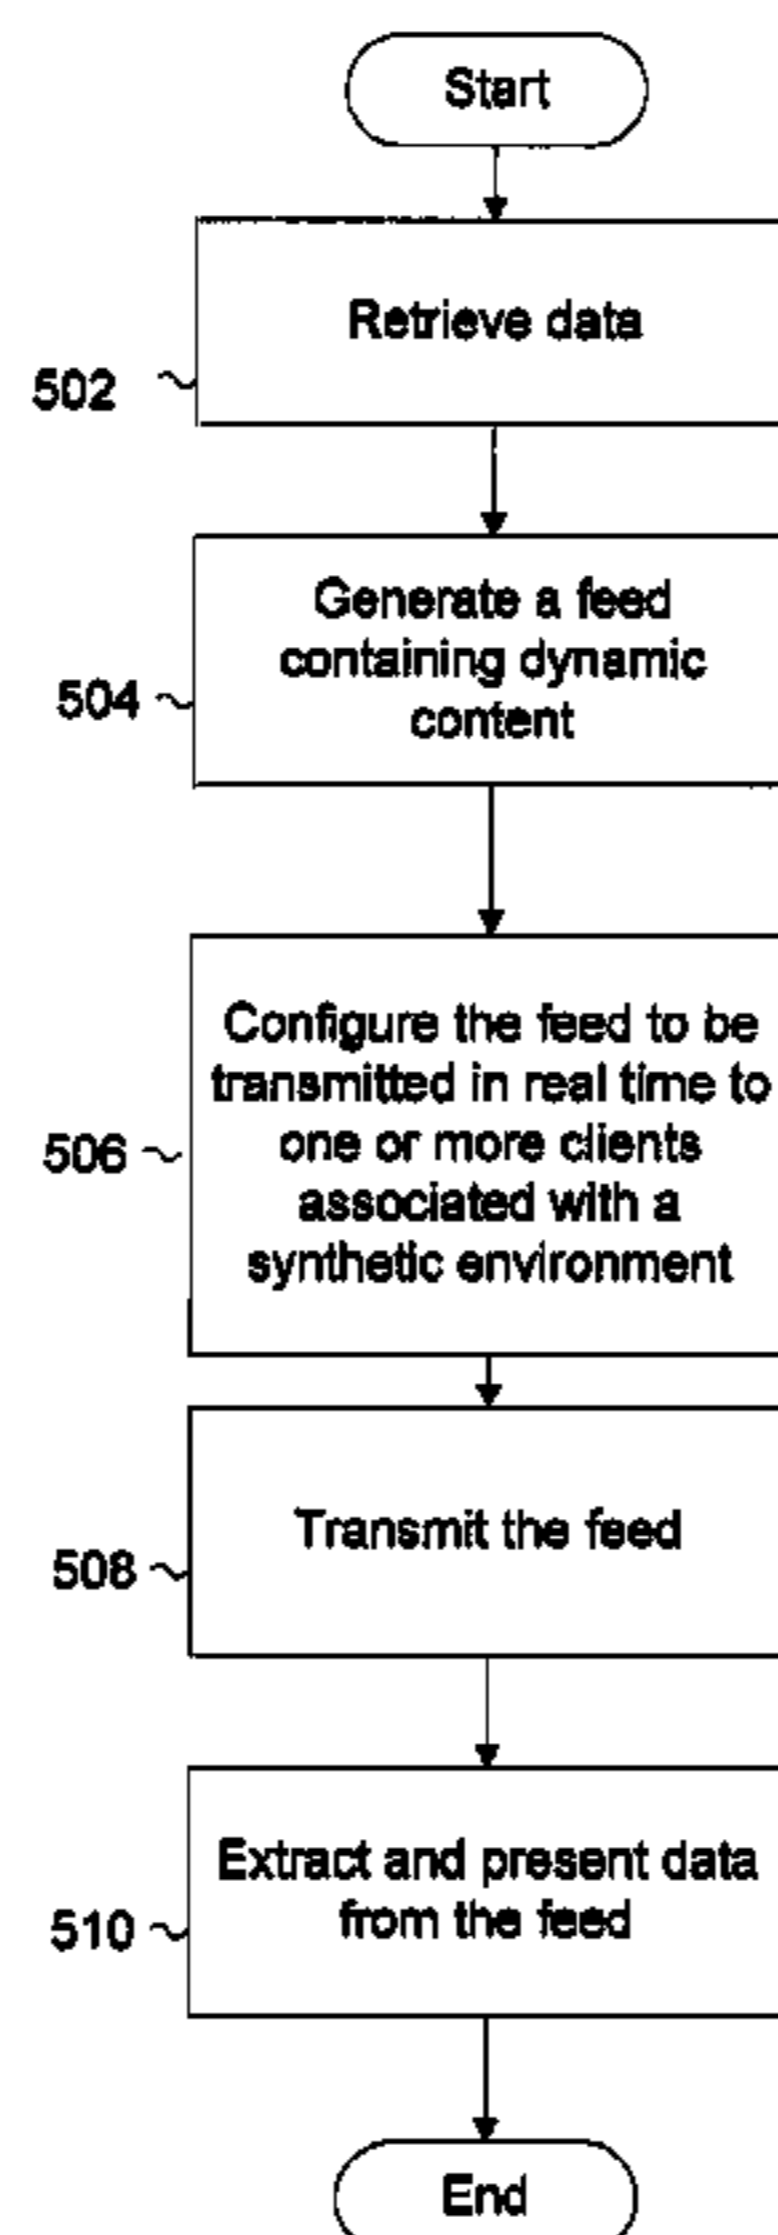 Start
Retrieve data
502
Generate a feed
containing dynamic
content
504
Configure the feed to be
transmitted in real time to
one or more clients
associated with a
synthetic environment
506
Transmit the feed
508
Extract and present data
from the feed
510
End